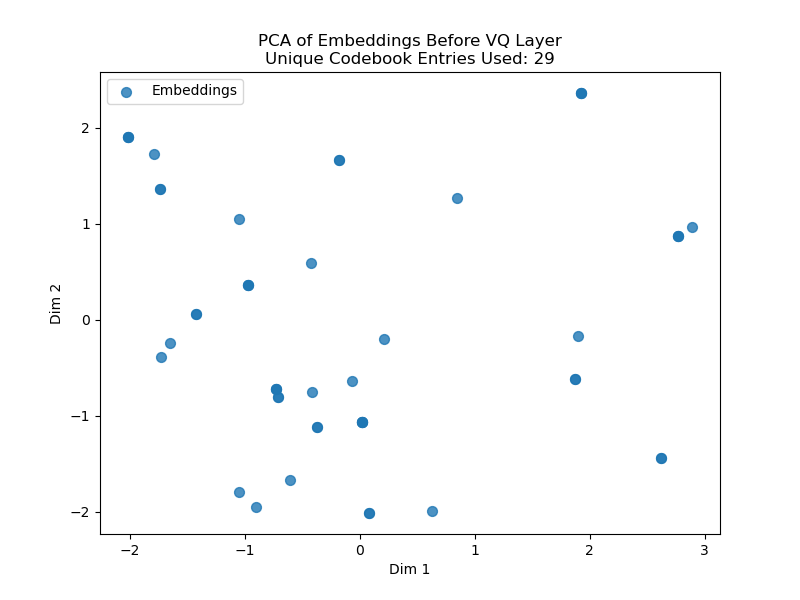 PCA of Embeddings Before VQ Layer
Unique Codebook Entries Used: 29
Embeddings
2
1
0
−1
−2
Dim 2
−2
−1
0
1
2
3
Dim 1